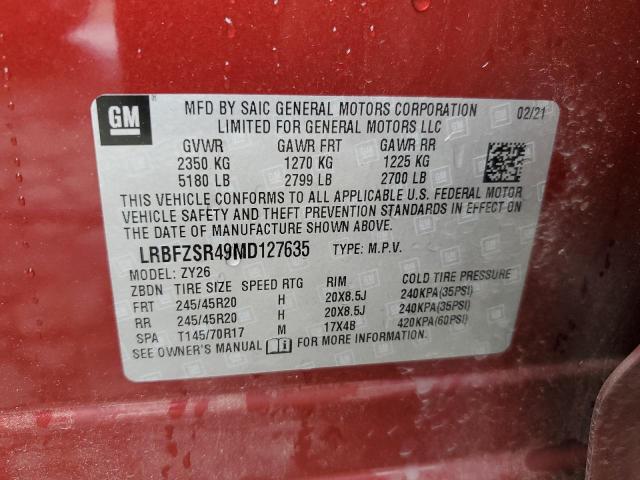 GM
MFD BY SAIC GENERAL MOTORS CORPORATION 02/21
LIMITED FOR GENERAL MOTORS LLC
GVWR GAWR FRT GAWR RR
2350 KG 1270 KG 1225 KG
5180 LB 2799 LB 2700 LB
THIS VEHICLE CONFORMS TO ALL APPLICABLE U.S. FEDERAL MOTOR
VEHICLE SAFETY AND THEFT PREVENTION STANDARDS IN EFFECT ON
THE DATE OF MANUFACTURE SHOWN ABOVE.
LRBFZSR49MD127635 TYPE: M.P.V.
MODEL: ZY26
ZBDN TIRE SIZE SPEED RTG RIM COLD TIRE PRESSURE
FRT 245/45R20 H 20X8.5J 240KPA(35PSI)
RR 245/45R20 H 20X8.5J 240KPA(35PSI)
SPA T145/70R17 M 17X4B 420KPA(60PSI)
SEE OWNER'S MANUAL FOR MORE INFORMATION.